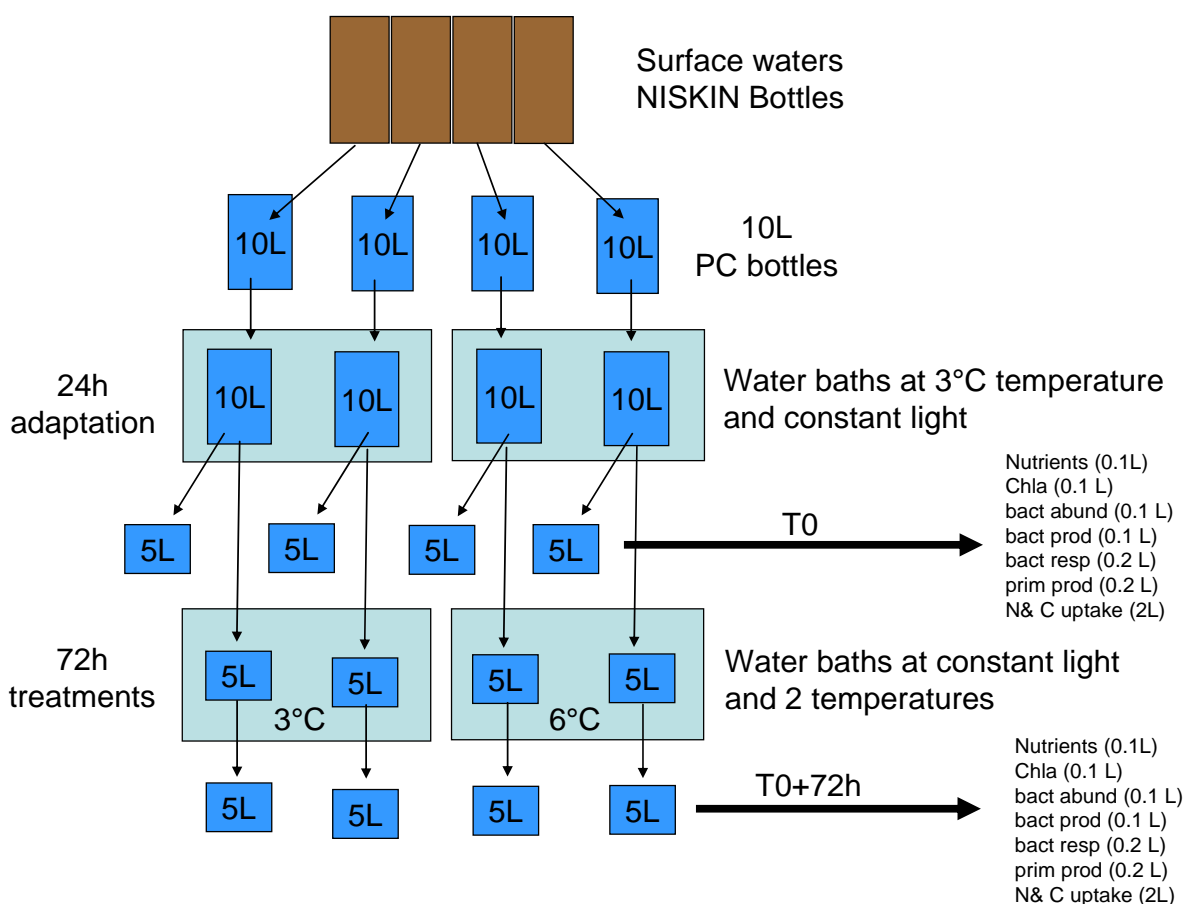 Surface waters
NISKIN Bottles
10L
10L
10L
10L
10L
PC bottles
24h
adaptation
10L
10L
10L
10L
Water baths at 3°C temperature
and constant light
5L
5L
5L
5L
T0
Nutrients (0.1L)
Chla (0.1 L)
bact abund (0.1 L)
bact prod (0.1 L)
bact resp (0.2 L)
prim prod (0.2 L)
N& C uptake (2L)
72h
treatments
5L
5L
5L
5L
3°C
6°C
Water baths at constant light
and 2 temperatures
5L
5L
5L
5L
T0+72h
Nutrients (0.1L)
Chla (0.1 L)
bact abund (0.1 L)
bact prod (0.1 L)
bact resp (0.2 L)
prim prod (0.2 L)
N& C uptake (2L)